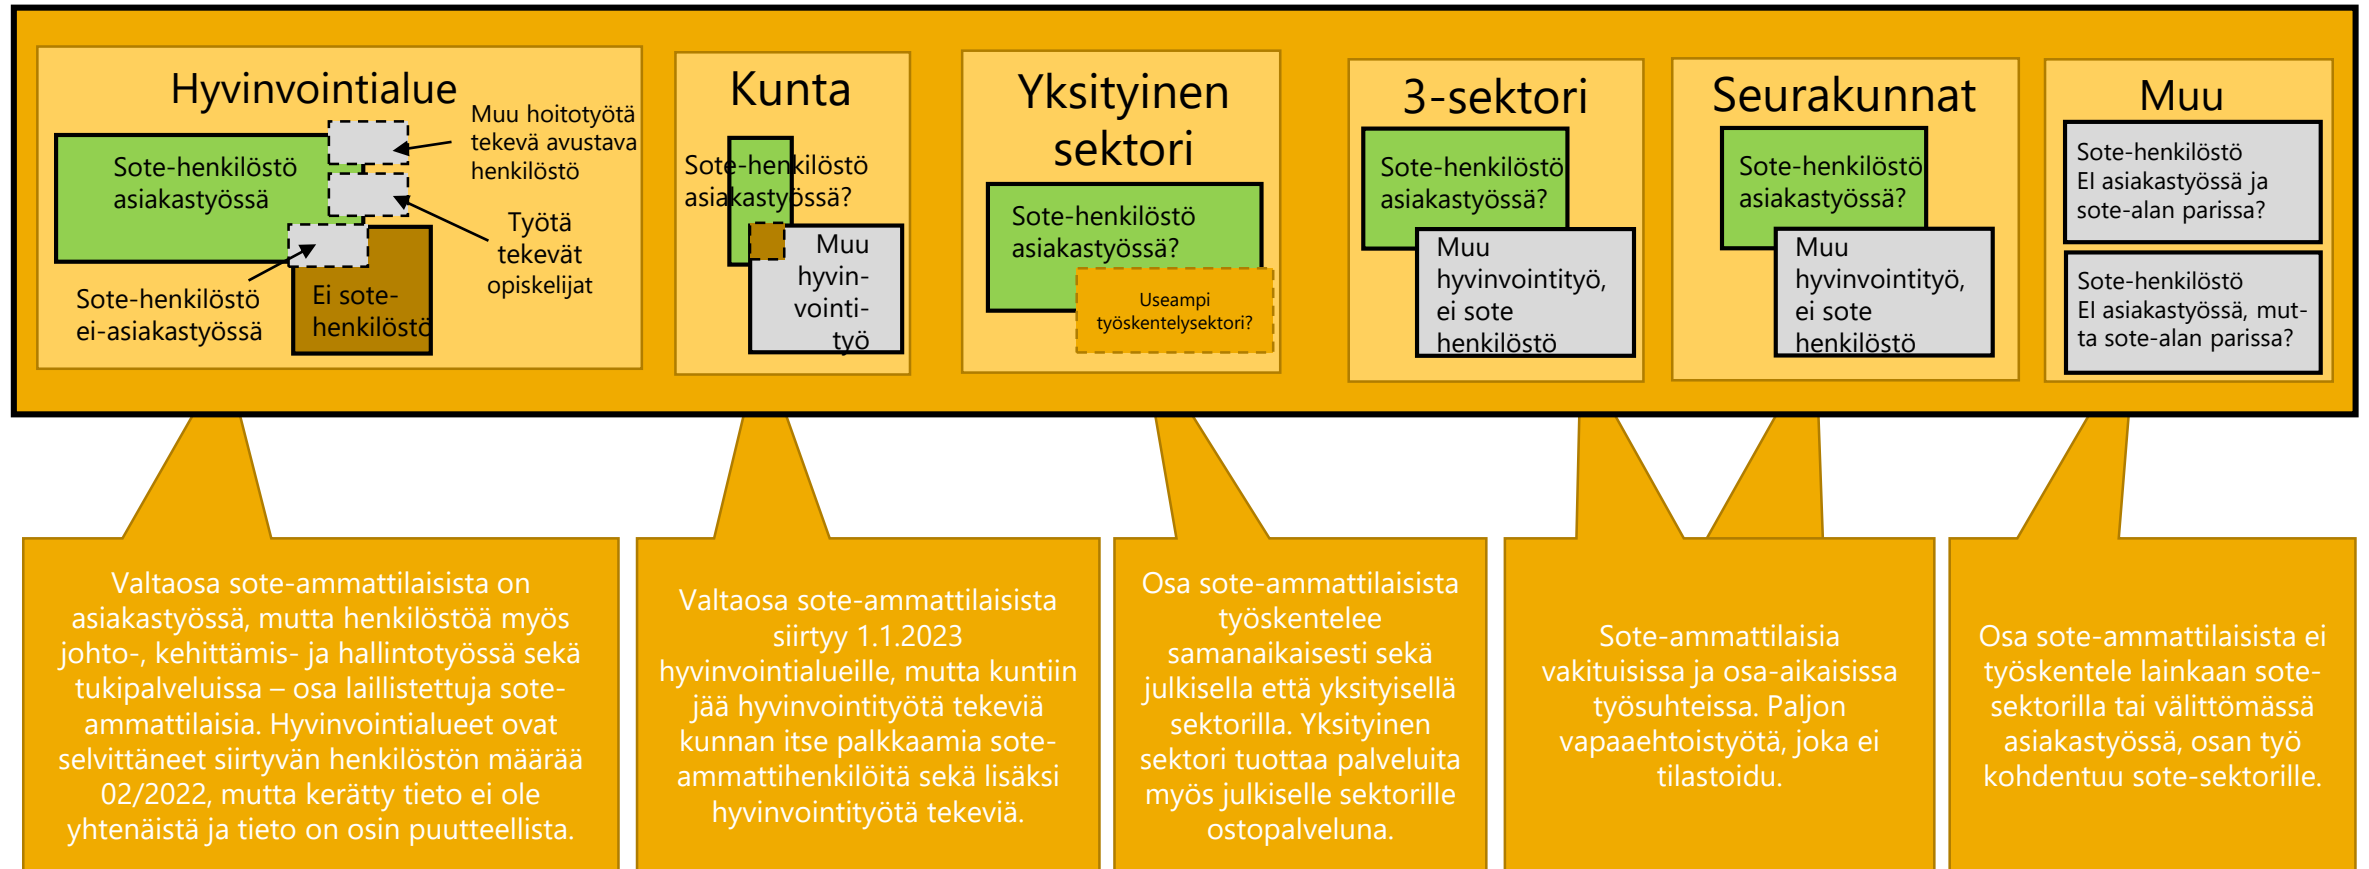 Hyvinvointialue
Muu hoitotyötä
tekevä avustava
henkilöstö
Sote-henkilöstö
asiakastyössä
Työtä
tekevät
opiskelijat
Sote-henkilöstö
ei-asiakastyössä
Ei sote-
henkilöstö
Kunta
Sote-henkilöstö
asiakastyössä?
Muu
hyvin-
vointi-
työ
Yksityinen
sektori
Sote-henkilöstö
asiakastyössä?
Useampi
työskentelysektori?
3-sektori
Sote-henkilöstö
asiakastyössä?
Muu
hyvinvointityö,
ei sote
henkilöstö
Seurakunnat
Sote-henkilöstö
asiakastyössä?
Muu
hyvinvointityö,
ei sote
henkilöstö
Muu
Sote-henkilöstö
EI asiakastyössä ja
sote-alan parissa?
Sote-henkilöstö
EI asiakastyössä, mut-
ta sote-alan parissa?
Valtaosa sote-ammattilaisista on
asiakastyössä, mutta henkilöstöä myös
johto-, kehittämis- ja hallintotyössä sekä
tukipalveluissa – osa laillistettuja sote-
ammattilaisia. Hyvinvointialueet ovat
selvittäneet siirtyvän henkilöstön määrää
02/2022, mutta kerätty tieto ei ole
yhtenäistä ja tieto on osin puutteellista.
Valtaosa sote-ammattilaisista
siirtyy 1.1.2023
hyvinvointialueille, mutta kuntiin
jää hyvinvointityötä tekeviä
kunnan itse palkkaamia sote-
ammattihenkilöitä sekä lisäksi
hyvinvointityötä tekeviä.
Osa sote-ammattilaisista
työskentelee
samanaikaisesti sekä
julkisella että yksityisellä
sektorilla. Yksityinen
sektori tuottaa palveluita
myös julkiselle sektorille
ostopalveluna.
Sote-ammattilaisia
vakituisissa ja osa-aikaisissa
työsuhteissa. Paljon
vapaaehtoistyötä, joka ei
tilastoidu.
Osa sote-ammattilaisista ei
työskentele lainkaan sote-
sektorilla tai välittömässä
asiakastyössä, osan työ
kohdentuu sote-sektorille.